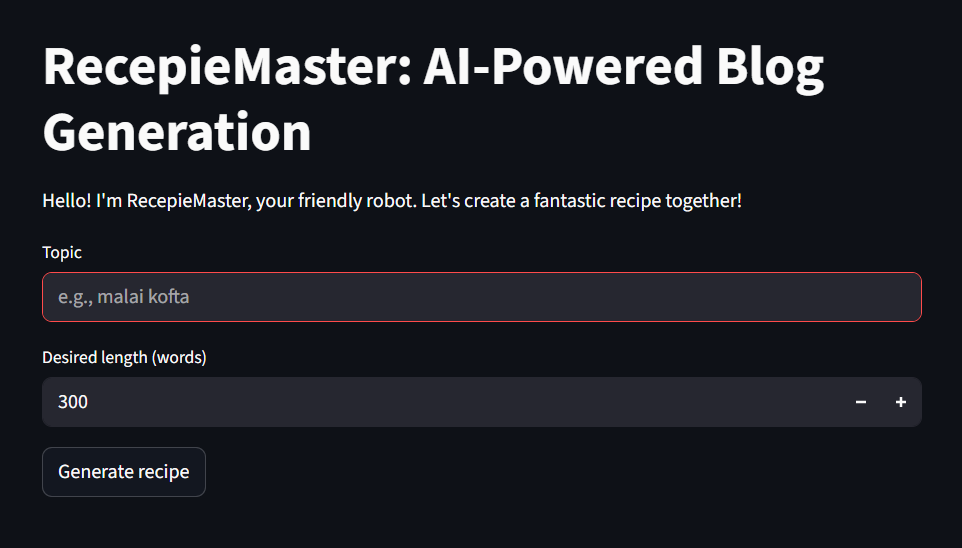 RecepieMaster: AI-Powered Blog
Generation
Hello! I'm RecepieMaster, your friendly robot. Let's create a fantastic recipe together!
Topic
e.g., malai kofta
Desired length (words)
300
Generate recipe